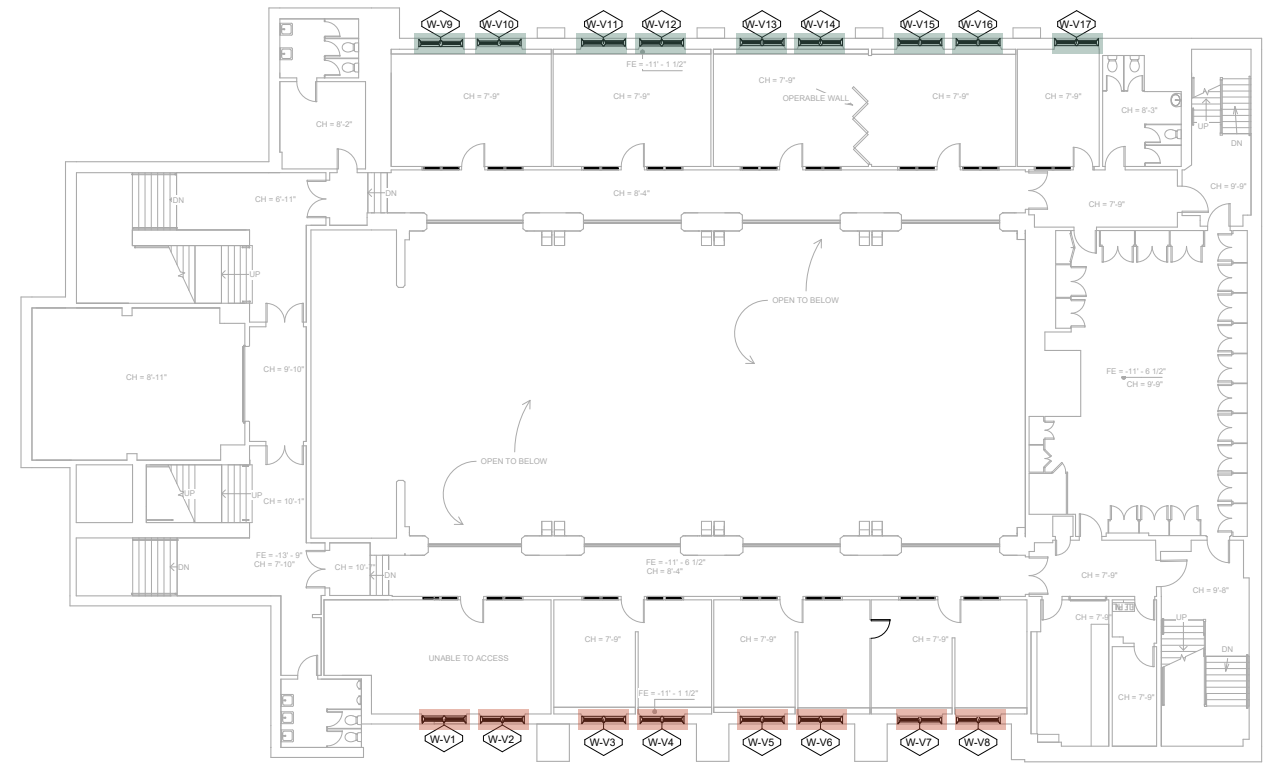 W-V9
W-V10
W-V11
W-V12
W-V13
W-V14
W-V15
W-V16
W-V17
FE = -11' - 1 1/2"
CH = 7'-9"
CH = 7'-9"
CH = 7'-9"
OPERABLE WALL
CH = 7'-9"
CH = 7'-9"
CH = 8'-3"
CH = 8'-2"
UP
DN
DN
CH = 6'-11"
DN
CH = 8'-4"
CH = 9'-9"
CH = 7'-9"
UP
OPEN TO BELOW
CH = 8'-11"
CH = 9'-10"
FE = -11' - 6 1/2"
CH = 9'-9"
OPEN TO BELOW
UP
UP
CH = 10'-1"
FE = -13' - 9"
CH = 7'-10"
DN
CH = 10'-
DN
FE = -11' - 6 1/2"
CH = 8'-4"
CH = 7'-9"
CH = 9'-8"
UNABLE TO ACCESS
CH = 7'-9"
CH = 7'-9"
CH = 7'-9"
CH = 7'-9"
UP
DN
FE = -11' - 1 1/2"
CH = 7'-9"
W-V1
W-V2
W-V3
W-V4
W-V5
W-V6
W-V7
W-V8